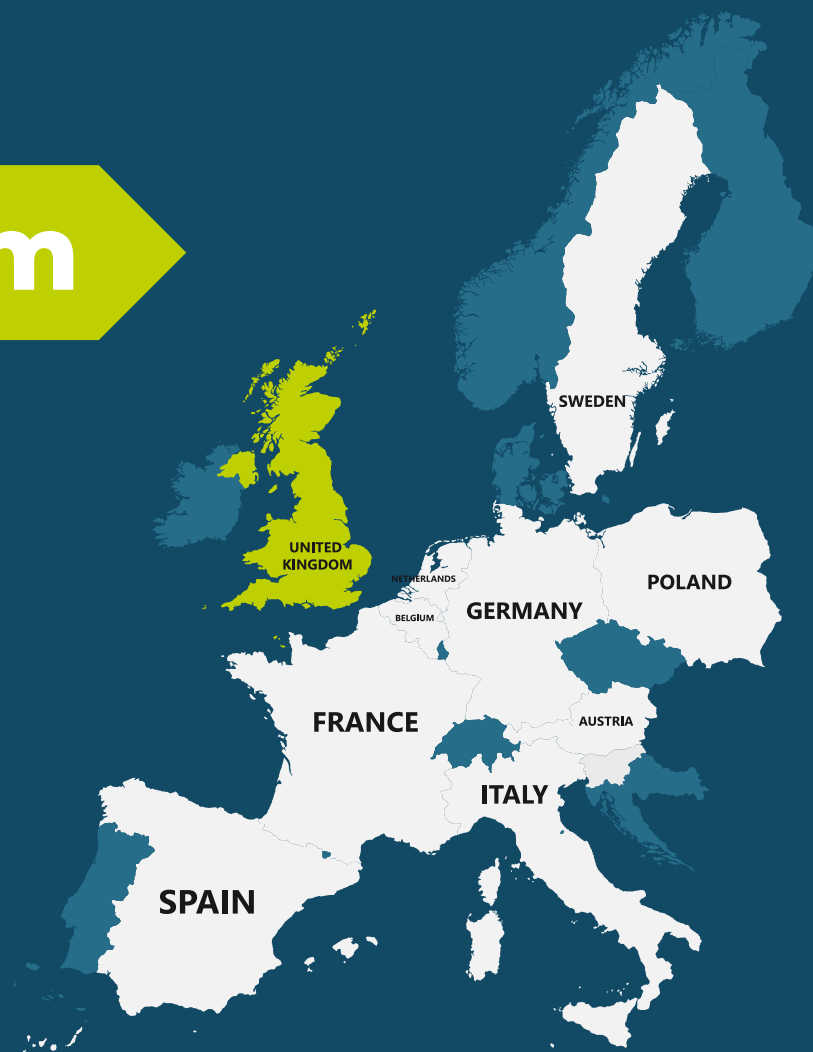 m
SWEDEN
UNITED
KINGDOM
NETHERLANDS
BELGIUM
GERMANY
POLAND
FRANCE
AUSTRIA
ITALY
SPAIN